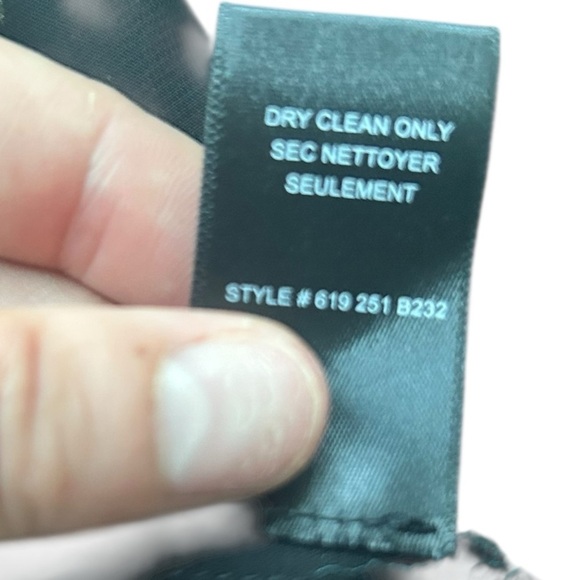 DRY CLEAN ONLY
SEC NETTOYER
SEULEMENT
STYLE # 619 251 B232